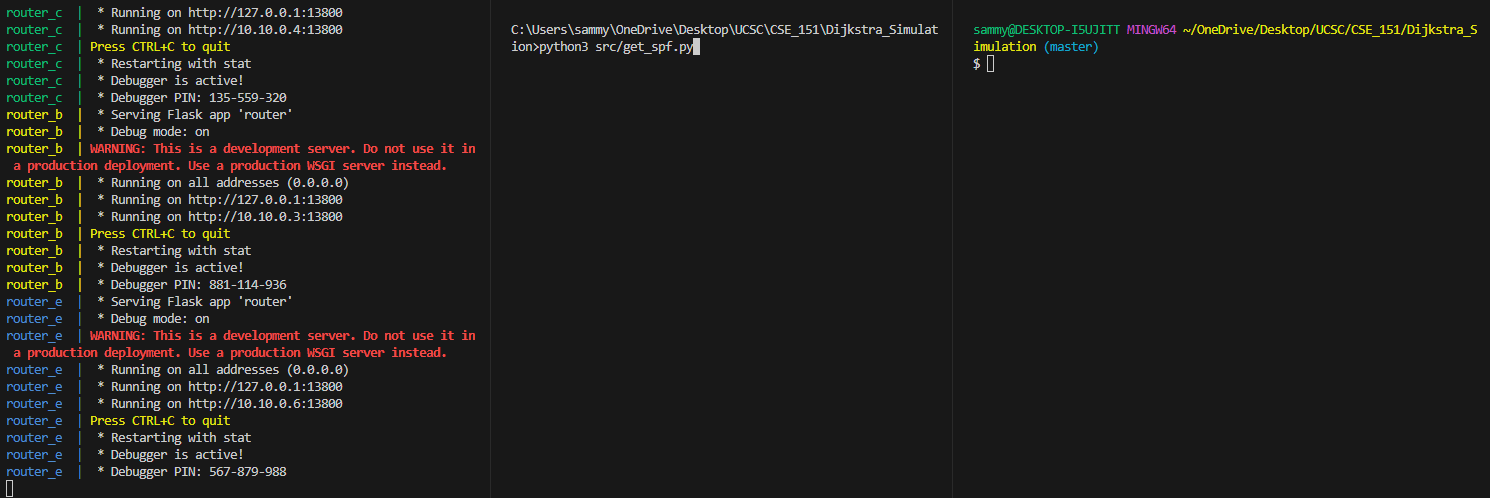 router_c  |  * Running on http://127.0.0.1:13800
router_c  |  * Running on http://10.10.0.4:13800
router_c  | Press CTRL+C to quit
router_c  |  * Restarting with stat
router_c  |  * Debugger is active!
router_c  |  * Debugger PIN: 135-559-320
router_b  |  * Serving Flask app 'router'
router_b  |  * Debug mode: on
router_b  | WARNING: This is a development server. Do not use it in
a production deployment. Use a production WSGI server instead.
router_b  |  * Running on all addresses (0.0.0.0)
router_b  |  * Running on http://127.0.0.1:13800
router_b  |  * Running on http://10.10.0.3:13800
router_b  | Press CTRL+C to quit
router_b  |  * Restarting with stat
router_b  |  * Debugger is active!
router_b  |  * Debugger PIN: 881-114-936
router_e  |  * Serving Flask app 'router'
router_e  |  * Debug mode: on
router_e  | WARNING: This is a development server. Do not use it in
a production deployment. Use a production WSGI server instead.
router_e  |  * Running on all addresses (0.0.0.0)
router_e  |  * Running on http://127.0.0.1:13800
router_e  |  * Running on http://10.10.0.6:13800
router_e  | Press CTRL+C to quit
router_e  |  * Restarting with stat
router_e  |  * Debugger is active!
router_e  |  * Debugger PIN: 567-879-988
C:\Users\sammy\OneDrive\Desktop\UCSC\CSE_151\Dijkstra_Simulat
ion>python3 src/get_spf.py
sammy@DESKTOP-I5UJITT MINGW64 ~/OneDrive/Desktop/UCSC/CSE_151/Dijkstra_S
imulation (master)
$